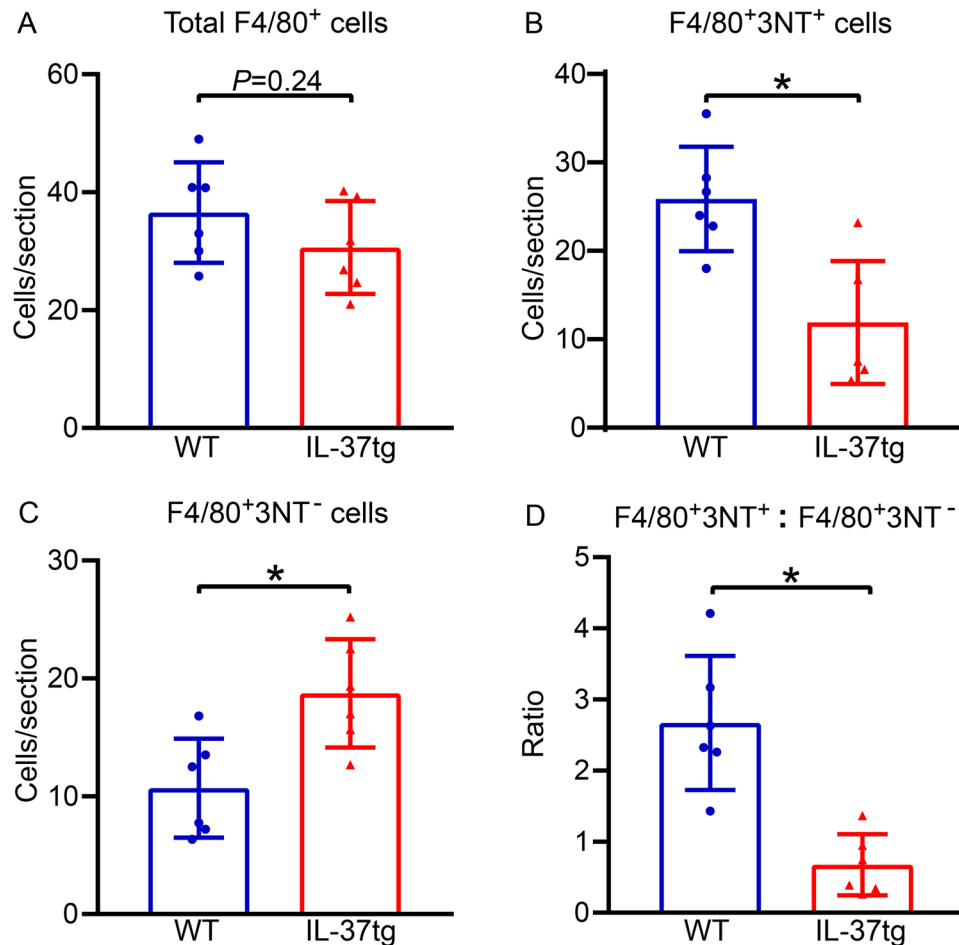 A Total F4/80⁺ cells
60
40
20
0
Cells/section
P=0.24
WT IL-37tg
B F4/80⁺3NT⁺ cells
40
30
20
10
0
Cells/section
*
WT IL-37tg
C F4/80⁺3NT⁻ cells
30
20
10
0
Cells/section
*
WT IL-37tg
D F4/80⁺3NT⁺ : F4/80⁺3NT⁻
5
4
3
2
1
0
Ratio
*
WT IL-37tg